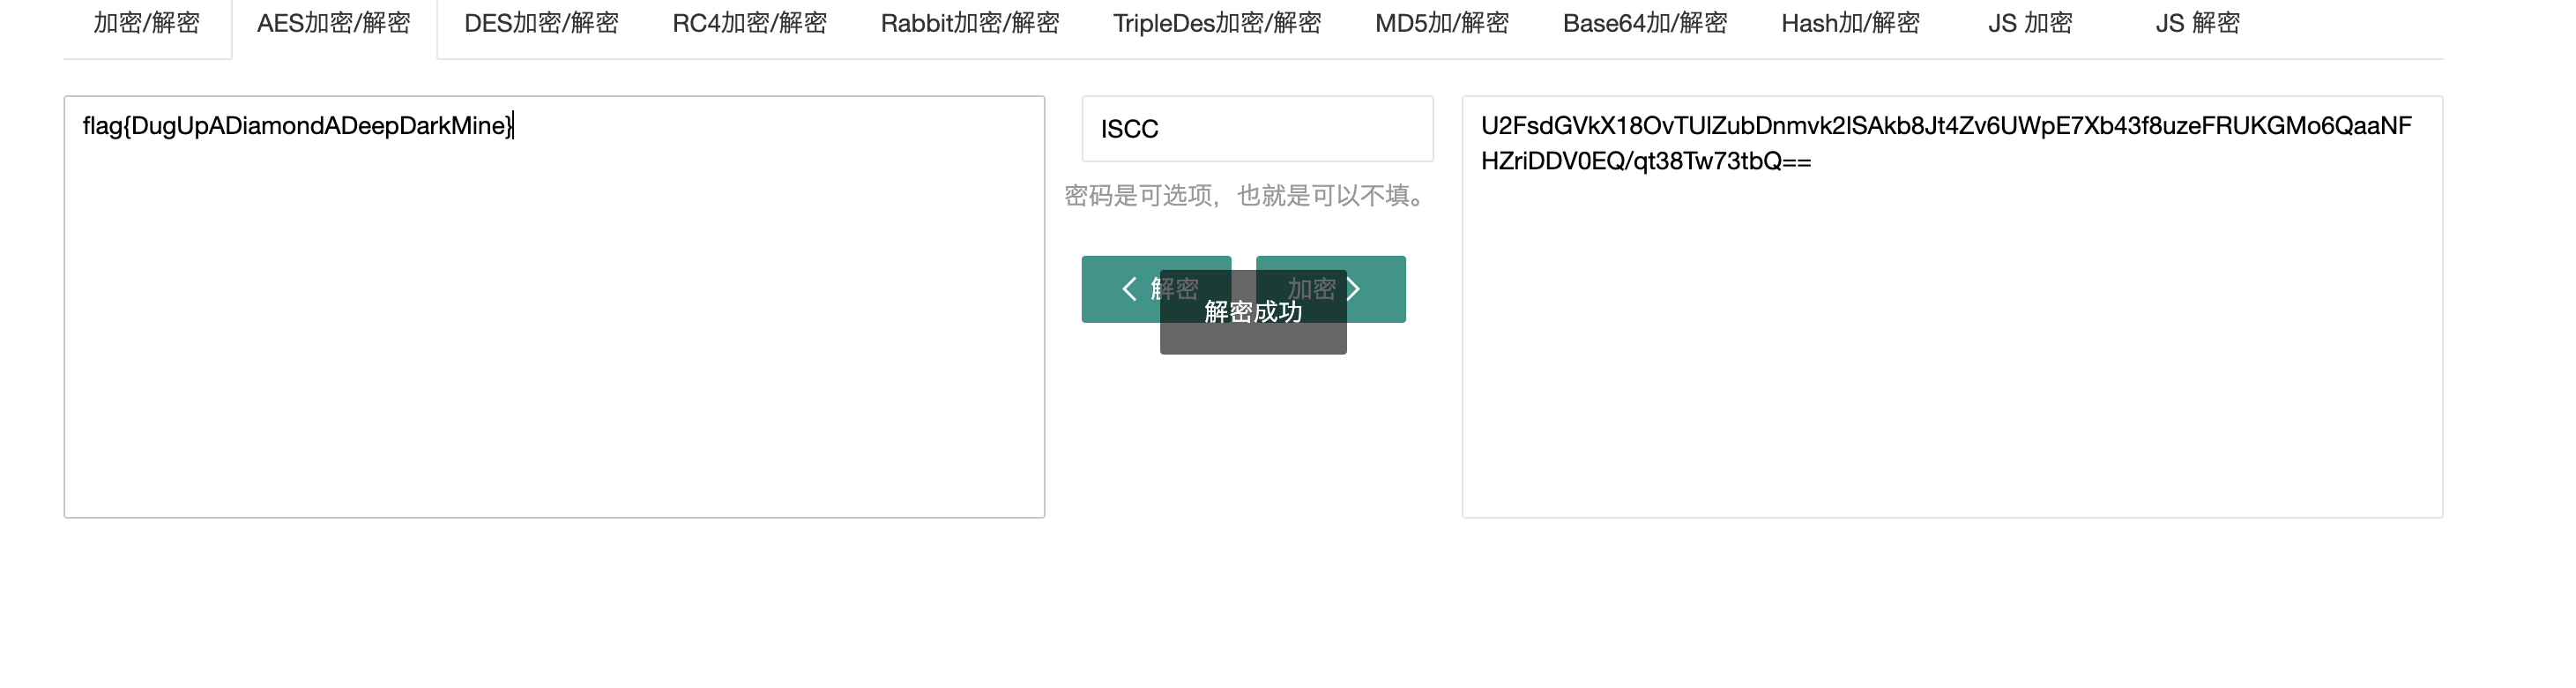 加密/解密 AES加密/解密 DES加密/解密 RC4加密/解密 Rabbit加密/解密 TripleDes加密/解密 MD5加/解密 Base64加/解密 Hash加/解密 JS 加密 JS 解密
flag{DugUpADiamondADeepDarkMine}
ISCC
密码是可选项，也就是可以不填。
解密 加密
解密成功
U2FsdGVkX18OvTUlZubDnmvk2lSAkb8Jt4Zv6UWpE7Xb43f8uzeFRUKGMo6QaaNF
HZriDDV0EQ/qt38Tw73tbQ==